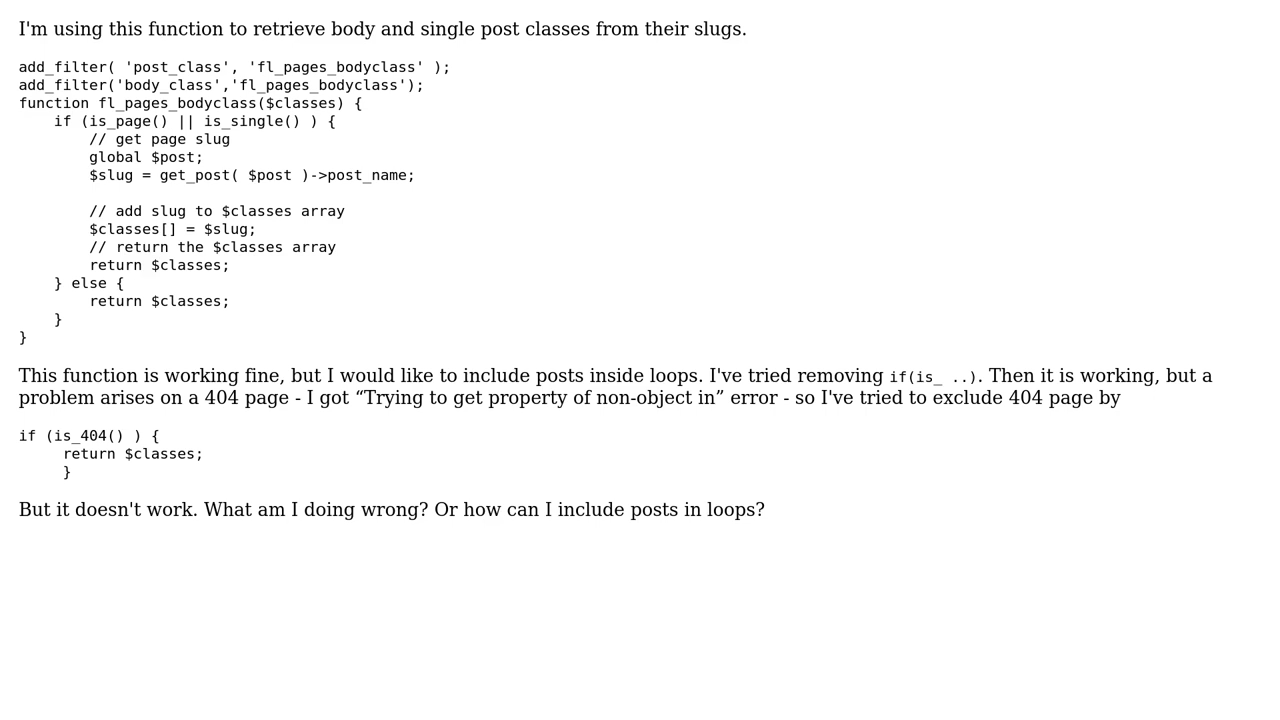 I'm using this function to retrieve body and single post classes from their slugs.
add_filter( 'post_class', 'fl_pages_bodyclass' );
add_filter('body_class','fl_pages_bodyclass');
function fl_pages_bodyclass($classes) {
    if (is_page() || is_single() ) {
        // get page slug
        global $post;
        $slug = get_post( $post )->post_name;

        // add slug to $classes array
        $classes[] = $slug;
        // return the $classes array
        return $classes;
    } else {
        return $classes;
    }
}
This function is working fine, but I would like to include posts inside loops. I've tried removing if(is_ ..). Then it is working, but a
problem arises on a 404 page - I got “Trying to get property of non-object in” error - so I've tried to exclude 404 page by
if (is_404() ) {
     return $classes;
     }
But it doesn't work. What am I doing wrong? Or how can I include posts in loops?